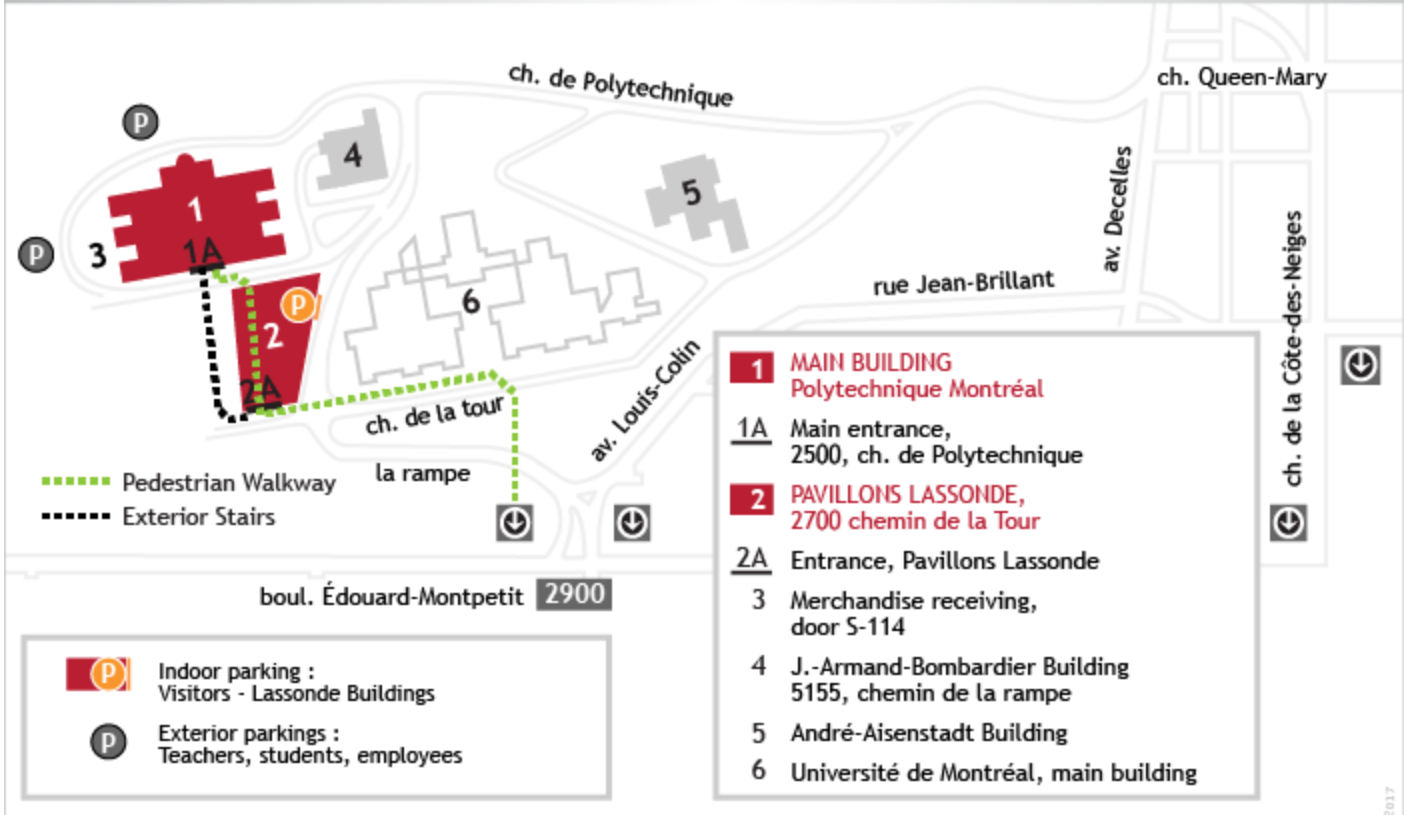 ch. de Polytechnique
ch. Queen-Mary
P
4
1
5
av. Decelles
P
3
1A
ch. de la Côte-des-Neiges
rue Jean-Brillant
P
6
2
2A
ch. de la tour
av. Louis-Colin
la rampe
Pedestrian Walkway
Exterior Stairs
boul. Édouard-Montpetit 2900
P Indoor parking :
Visitors - Lassonde Buildings
P Exterior parkings :
Teachers, students, employees
1 MAIN BUILDING
Polytechnique Montréal
1A Main entrance,
2500, ch. de Polytechnique
2 PAVILLONS LASSONDE,
2700 chemin de la Tour
2A Entrance, Pavillons Lassonde
3 Merchandise receiving,
door S-114
4 J.-Armand-Bombardier Building
5155, chemin de la rampe
5 André-Aisenstadt Building
6 Université de Montréal, main building
2017